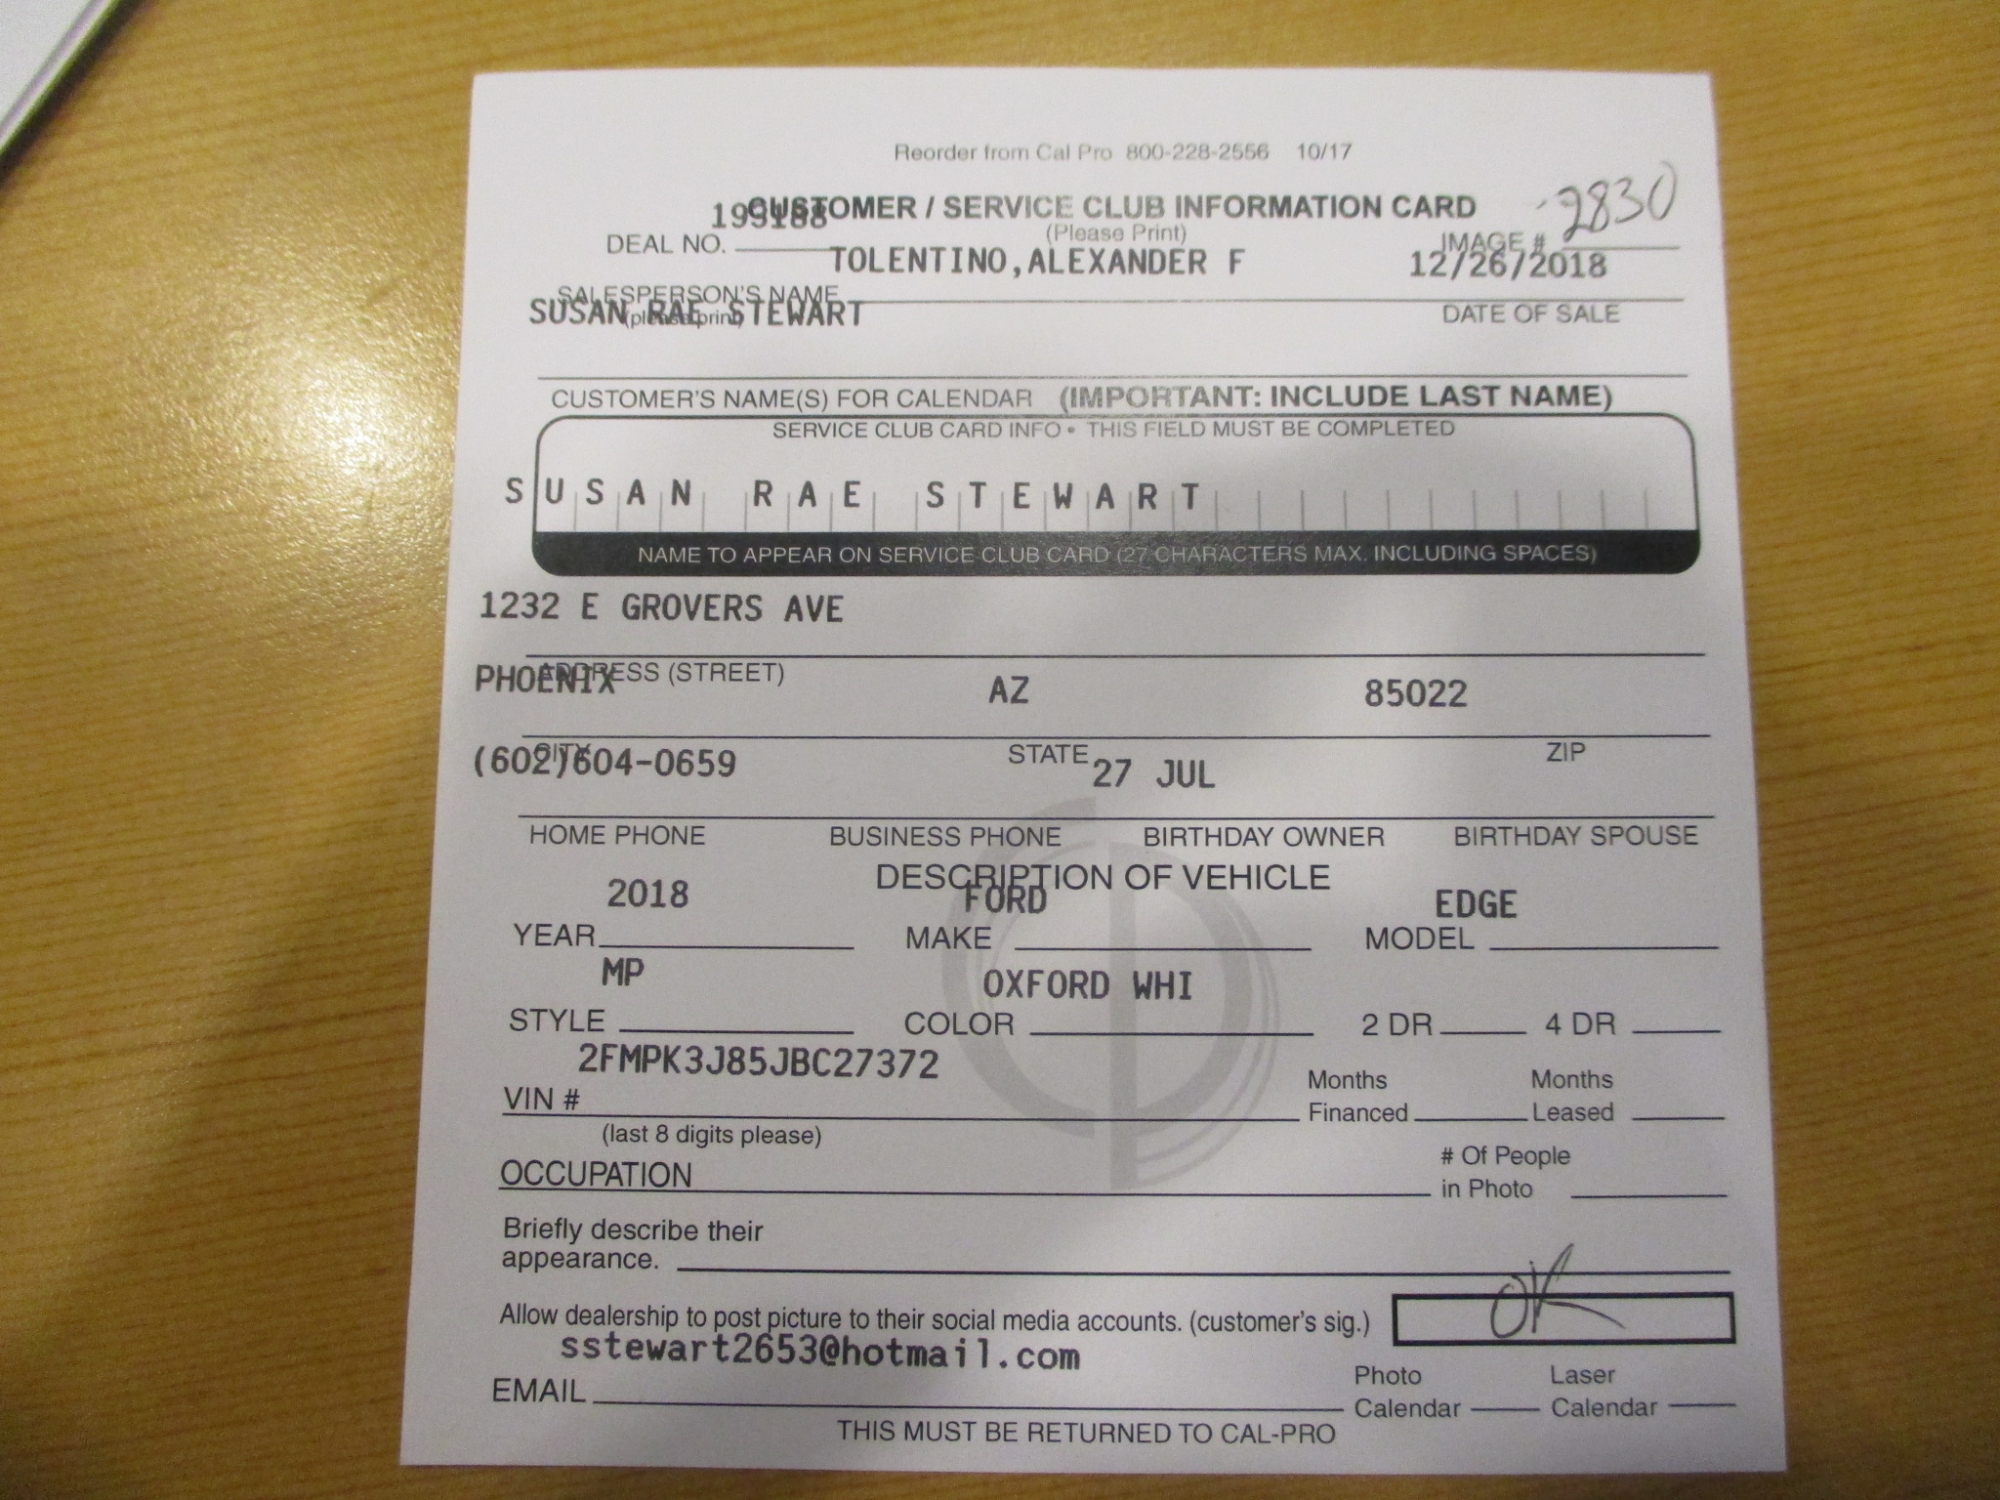 Reorder from Cal Pro 800-228-2556 10/17
CUSTOMER / SERVICE CLUB INFORMATION CARD
(Please Print)
DEAL NO. 193188
IMAGE # 2830
TOLENTINO,ALEXANDER F 12/26/2018
SALESPERSON'S NAME
(please print)
DATE OF SALE
SUSAN RAE STEWART
CUSTOMER'S NAME(S) FOR CALENDAR (IMPORTANT: INCLUDE LAST NAME)
SERVICE CLUB CARD INFO • THIS FIELD MUST BE COMPLETED
SUSAN RAE STEWART
NAME TO APPEAR ON SERVICE CLUB CARD (27 CHARACTERS MAX. INCLUDING SPACES)
1232 E GROVERS AVE
ADDRESS (STREET)
PHOENIX AZ 85022
CITY STATE ZIP
(602)604-0659 27 JUL
HOME PHONE BUSINESS PHONE BIRTHDAY OWNER BIRTHDAY SPOUSE
DESCRIPTION OF VEHICLE
2018 FORD EDGE
YEAR MAKE MODEL
MP OXFORD WHI
STYLE COLOR 2 DR 4 DR
2FMPK3J85JBC27372
VIN #
(last 8 digits please)
Months Financed
Months Leased
OCCUPATION
# Of People in Photo
Briefly describe their
appearance.
Allow dealership to post picture to their social media accounts. (customer's sig.) OK
sstewart2653@hotmail.com
EMAIL
Photo Calendar
Laser Calendar
THIS MUST BE RETURNED TO CAL-PRO